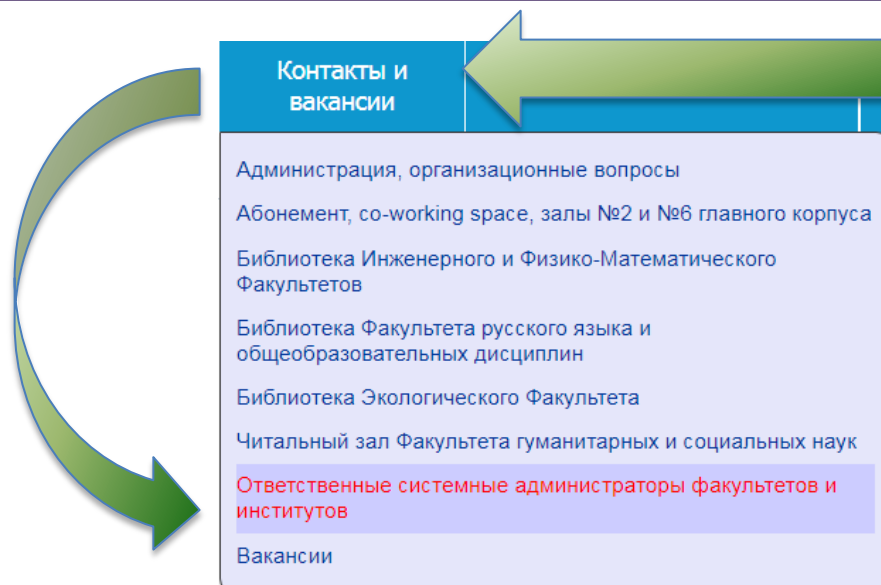 Контакты и
вакансии
Администрация, организационные вопросы
Абонемент, co-working space, залы №2 и №6 главного корпуса
Библиотека Инженерного и Физико-Математического
Факультетов
Библиотека Факультета русского языка и
общеобразовательных дисциплин
Библиотека Экологического Факультета
Читальный зал Факультета гуманитарных и социальных наук
Ответственные системные администраторы факультетов и
институтов
Вакансии